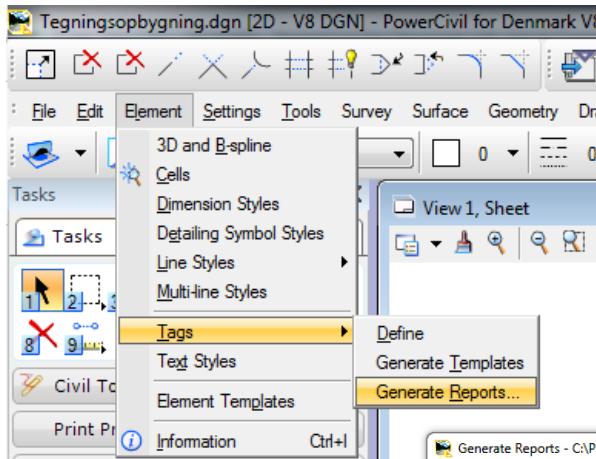 Tegningsopbygning.dgn [2D - V8 DGN] - PowerCivil for Denmark V8
File Edit Element Settings Tools Survey Surface Geometry Dr
0
0
Tasks
Tasks
1 2 3
8 9
Civil To
Print Pr
3D and B-spline
Cells
Dimension Styles
Detailing Symbol Styles
Line Styles
Multi-line Styles
Tags
Text Styles
Element Templates
Information Ctrl+I
View 1, Sheet
Define
Generate Templates
Generate Reports...
Generate Reports - C:\P